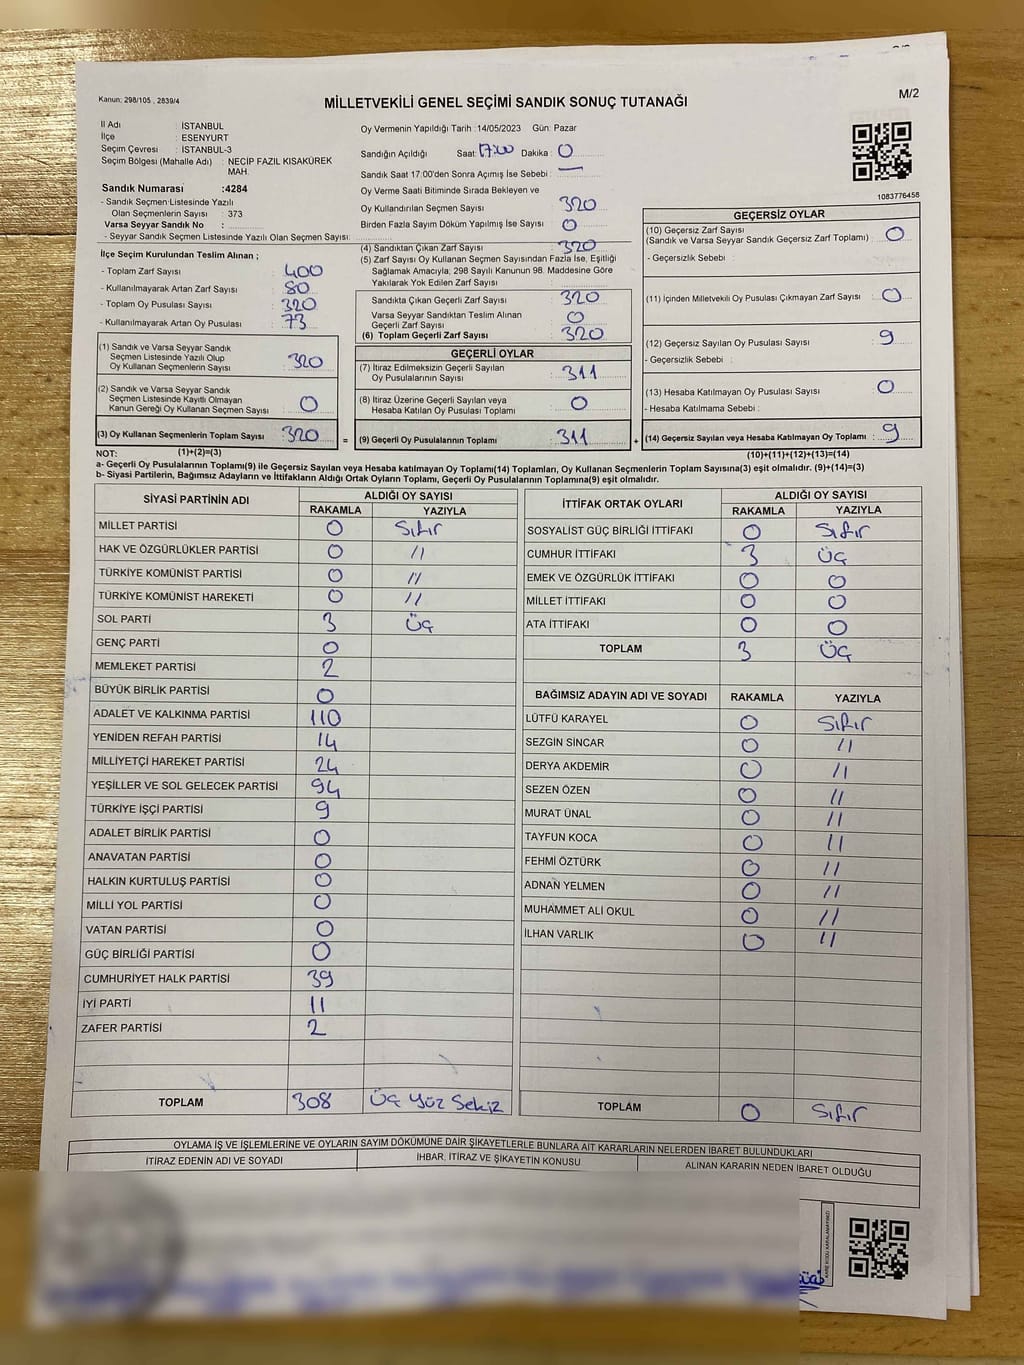 Kanun; 298/105 , 2839/4
MİLLETVEKİLİ GENEL SEÇİMİ SANDIK SONUÇ TUTANAĞI
M/2
İl Adı : İSTANBUL
İlçe : ESENYURT
Seçim Çevresi : İSTANBUL-3
Seçim Bölgesi (Mahalle Adı) : NECİP FAZIL KISAKÜREK
MAH.
Sandık Numarası :4284
- Sandık Seçmen Listesinde Yazılı
Olan Seçmenlerin Sayısı : 373
Varsa Seyyar Sandık No :
- Seyyar Sandık Seçmen Listesinde Yazılı Olan Seçmen Sayısı:
Oy Vermenin Yapıldığı Tarih :14/05/2023 Gün: Pazar
Sandığın Açıldığı Saat: 17:00 Dakika : 0
Sandık Saat 17:00'den Sonra Açımış İse Sebebi : —
Oy Verme Saati Bitiminde Sırada Bekleyen ve
Oy Kullandırılan Seçmen Sayısı : 320
Birden Fazla Sayım Döküm Yapılmış İse Sayısı : 0
(4) Sandıktan Çıkan Zarf Sayısı : 320
(5) Zarf Sayısı Oy Kullanan Seçmen Sayısından Fazla İse, Eşitliği
Sağlamak Amacıyla, 298 Sayılı Kanunun 98. Maddesine Göre
Yakılarak Yok Edilen Zarf Sayısı :
Sandıkta Çıkan Geçerli Zarf Sayısı : 320
Varsa Seyyar Sandıktan Teslim Alınan
Geçerli Zarf Sayısı : 0
(6) Toplam Geçerli Zarf Sayısı : 320
1083776458
GEÇERSİZ OYLAR
(10) Geçersiz Zarf Sayısı : 0
(Sandık ve Varsa Seyyar Sandık Geçersiz Zarf Toplamı)
- Geçersizlik Sebebi :
(11) İçinden Milletvekili Oy Pusulası Çıkmayan Zarf Sayısı : 0
(12) Geçersiz Sayılan Oy Pusulası Sayısı : 9
- Geçersizlik Sebebi :
(13) Hesaba Katılmayan Oy Pusulası Sayısı : 0
- Hesaba Katılmama Sebebi :
(14) Geçersiz Sayılan veya Hesaba Katılmayan Oy Toplamı : 9
(10)+(11)+(12)+(13)=(14)
İlçe Seçim Kurulundan Teslim Alınan ;
- Toplam Zarf Sayısı : 400
- Kullanılmayarak Artan Zarf Sayısı : 80
- Toplam Oy Pusulası Sayısı : 320
- Kullanılmayarak Artan Oy Pusulası : 73
(1) Sandık ve Varsa Seyyar Sandık
Seçmen Listesinde Yazılı Olup
Oy Kullanan Seçmenlerin Sayısı : 320
(2) Sandık ve Varsa Seyyar Sandık
Seçmen Listesinde Kayıtlı Olmayan
Kanun Gereği Oy Kullanan Seçmen Sayısı : 0
(3) Oy Kullanan Seçmenlerin Toplam Sayısı : 320 =
(1)+(2)=(3)
GEÇERLİ OYLAR
(7) İtiraz Edilmeksizin Geçerli Sayılan
Oy Pusulalarının Sayısı : 311
(8) İtiraz Üzerine Geçerli Sayılan veya
Hesaba Katılan Oy Pusulası Toplamı : 0
(9) Geçerli Oy Pusulalarının Toplamı : 311 +
NOT:
a- Geçerli Oy Pusulalarının Toplamı(9) ile Geçersiz Sayılan veya Hesaba katılmayan Oy Toplamı(14) Toplamları, Oy Kullanan Seçmenlerin Toplam Sayısına(3) eşit olmalıdır. (9)+(14)=(3)
b- Siyasi Partilerin, Bağımsız Adayların ve İttifakların Aldığı Ortak Oyların Toplamı, Geçerli Oy Pusulalarının Toplamına(9) eşit olmalıdır.
SİYASİ PARTİNİN ADI ALDIĞI OY SAYISI
RAKAMLA YAZIYLA
MİLLET PARTİSİ 0 Sıfır
HAK VE ÖZGÜRLÜKLER PARTİSİ 0 //
TÜRKİYE KOMÜNİST PARTİSİ 0 //
TÜRKİYE KOMÜNİST HAREKETİ 0 //
SOL PARTİ 3 Üç
GENÇ PARTİ 0
MEMLEKET PARTİSİ 2
BÜYÜK BİRLİK PARTİSİ 0
ADALET VE KALKINMA PARTİSİ 110
YENİDEN REFAH PARTİSİ 14
MİLLİYETÇİ HAREKET PARTİSİ 24
YEŞİLLER VE SOL GELECEK PARTİSİ 94
TÜRKİYE İŞÇİ PARTİSİ 9
ADALET BİRLİK PARTİSİ 0
ANAVATAN PARTİSİ 0
HALKIN KURTULUŞ PARTİSİ 0
MİLLİ YOL PARTİSİ 0
VATAN PARTİSİ 0
GÜÇ BİRLİĞİ PARTİSİ 0
CUMHURİYET HALK PARTİSİ 39
İYİ PARTİ 11
ZAFER PARTİSİ 2
TOPLAM 308 Üç Yüz Sekiz
İTTİFAK ORTAK OYLARI ALDIĞI OY SAYISI
RAKAMLA YAZIYLA
SOSYALİST GÜÇ BİRLİĞİ İTTİFAKI 0 Sıfır
CUMHUR İTTİFAKI 3 Üç
EMEK VE ÖZGÜRLÜK İTTİFAKI 0 0
MİLLET İTTİFAKI 0 0
ATA İTTİFAKI 0 0
TOPLAM 3 Üç
BAĞIMSIZ ADAYIN ADI VE SOYADI RAKAMLA YAZIYLA
LÜTFÜ KARAYEL 0 Sıfır
SEZGİN SİNCAR 0 //
DERYA AKDEMİR 0 //
SEZEN ÖZEN 0 //
MURAT ÜNAL 0 //
TAYFUN KOCA 0 //
FEHMİ ÖZTÜRK 0 //
ADNAN YELMEN 0 //
MUHAMMET ALİ OKUL 0 //
İLHAN VARLIK 0 //
TOPLAM 0 Sıfır
OYLAMA İŞ VE İŞLEMLERİNE VE OYLARIN SAYIM DÖKÜMÜNE DAİR ŞİKAYETLERLE BUNLARA AİT KARARLARIN NELERDEN İBARET BULUNDUKLARI
İTİRAZ EDENİN ADI VE SOYADI İHBAR, İTİRAZ VE ŞİKAYETİN KONUSU ALINAN KARARIN NEDEN İBARET OLDUĞU